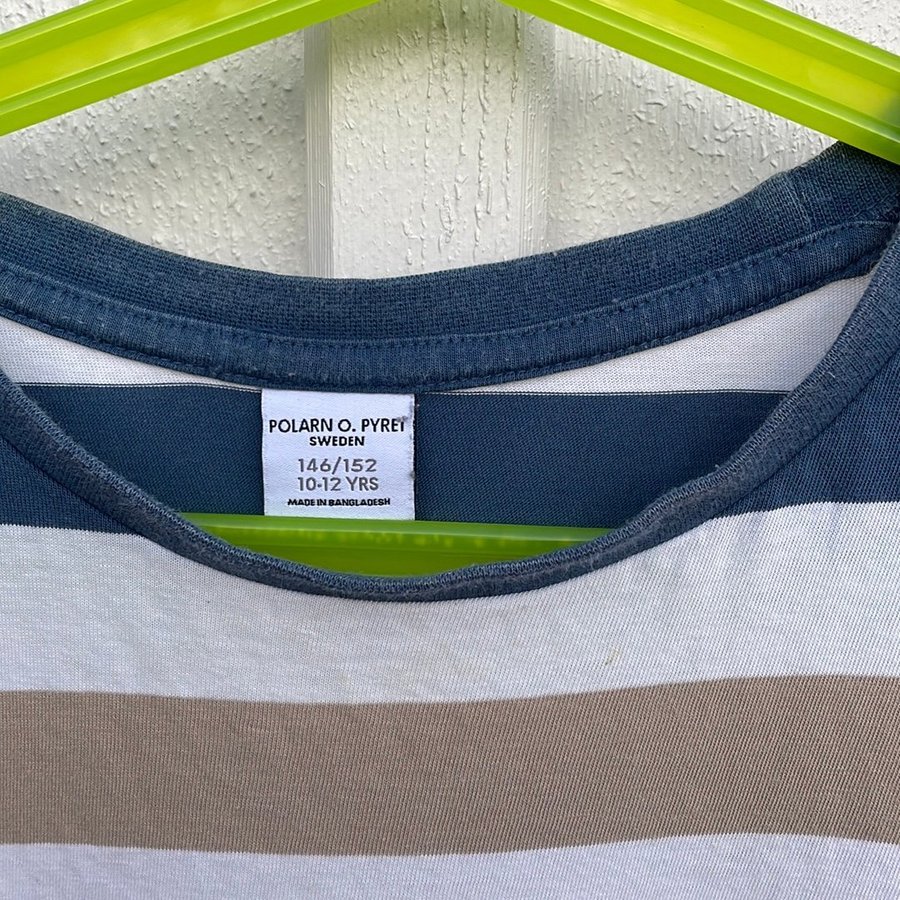 POLARN O. PYRET
SWEDEN
146/152
10-12 YRS
MADE IN BANGLADESH